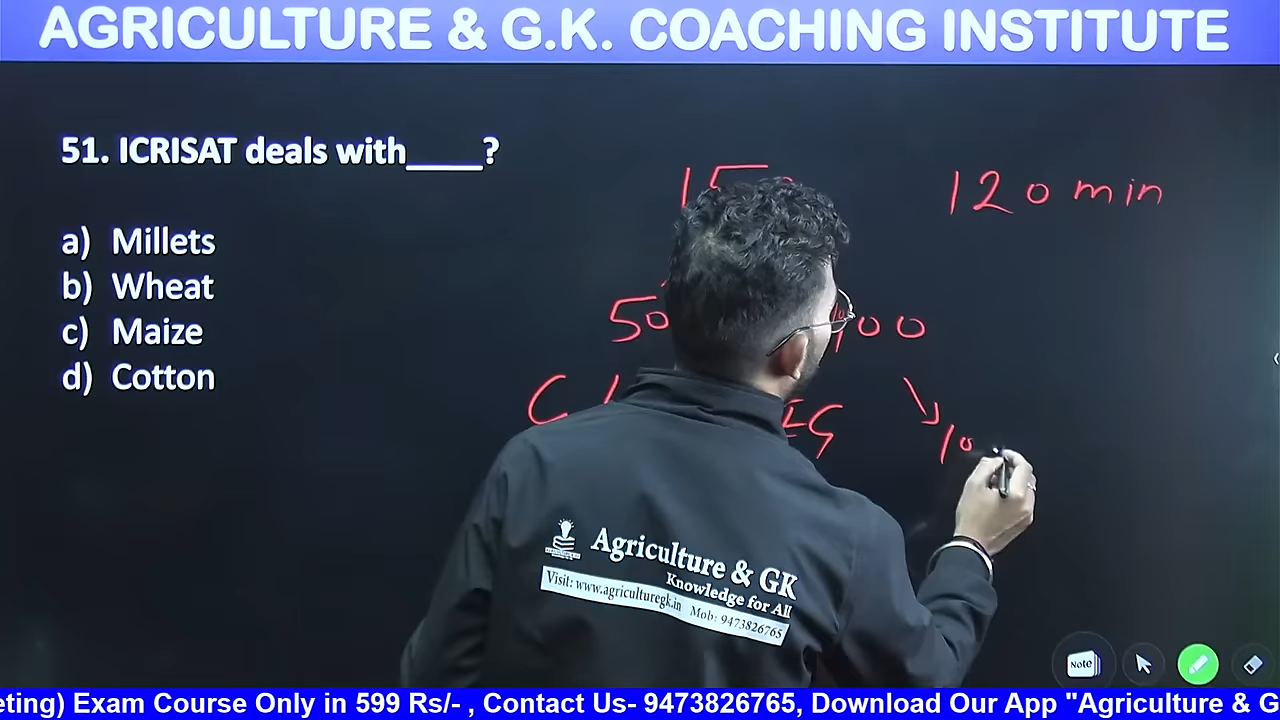 AGRICULTURE & G.K. COACHING INSTITUTE
51. ICRISAT deals with____?
a) Millets
b) Wheat
c) Maize
d) Cotton
120 min
Agriculture & GK
Knowledge for All
Visit: www.agriculturegk.in Mob: 9473826765
Note
eting) Exam Course Only in 599 Rs/- , Contact Us- 9473826765, Download Our App "Agriculture & G